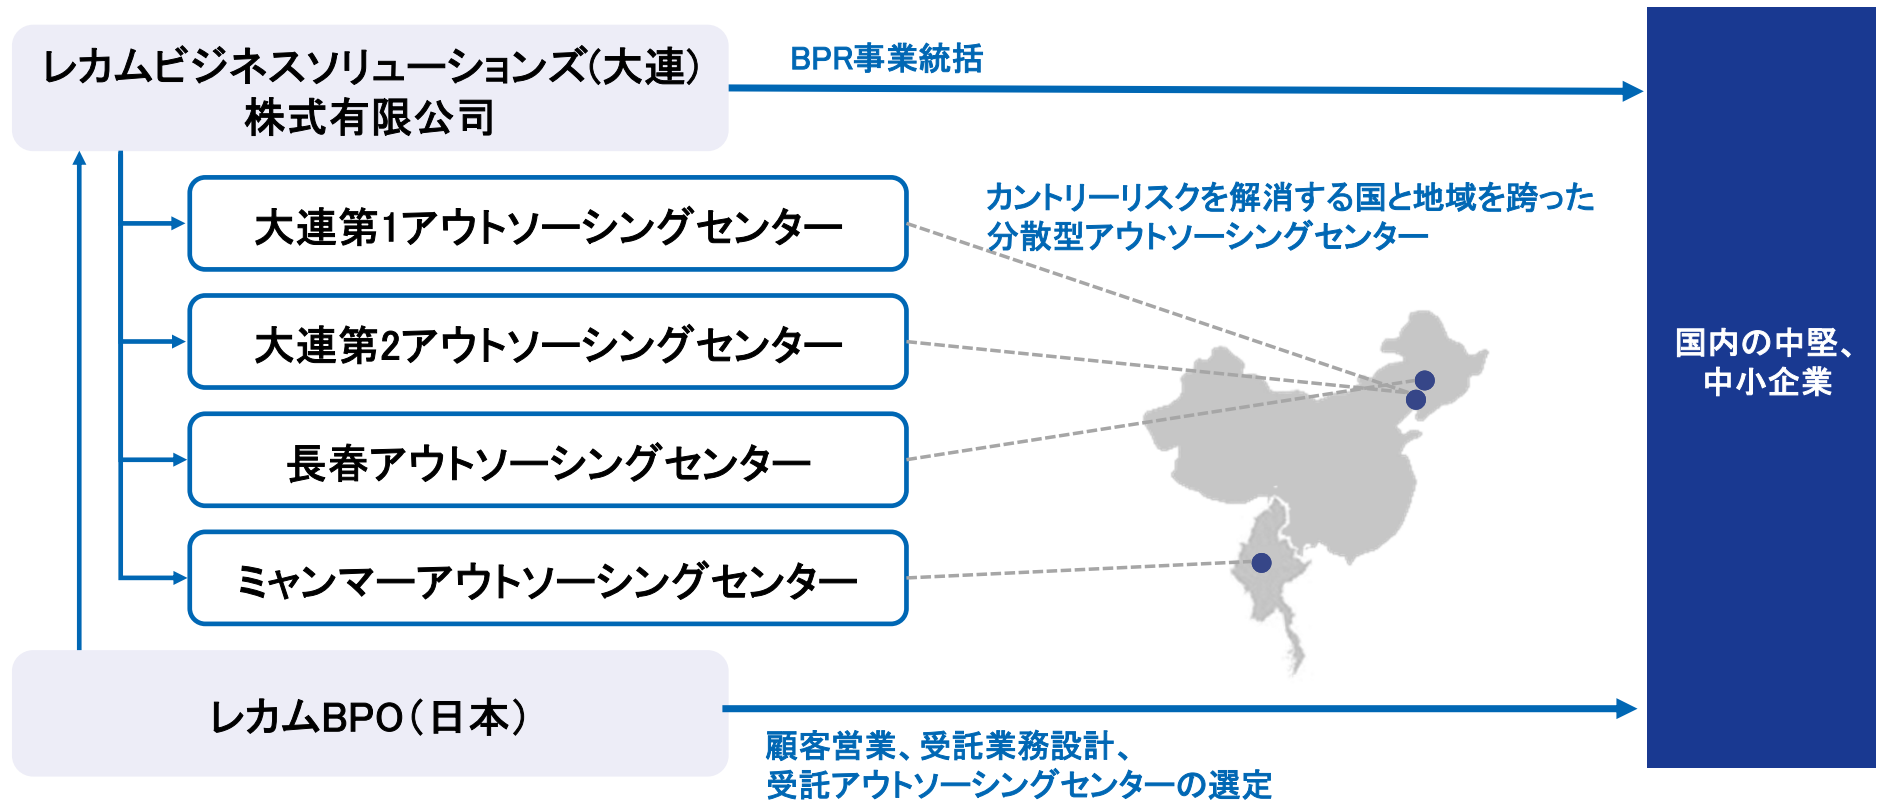 レカムビジネスソリューションズ(大連)
株式有限公司
BPR事業統括
大連第1アウトソーシングセンター
カントリーリスクを解消する国と地域を跨った
分散型アウトソーシングセンター
大連第2アウトソーシングセンター
国内の中堅、
中小企業
長春アウトソーシングセンター
ミャンマーアウトソーシングセンター
レカムBPO(日本)
顧客営業、受託業務設計、
受託アウトソーシングセンターの選定